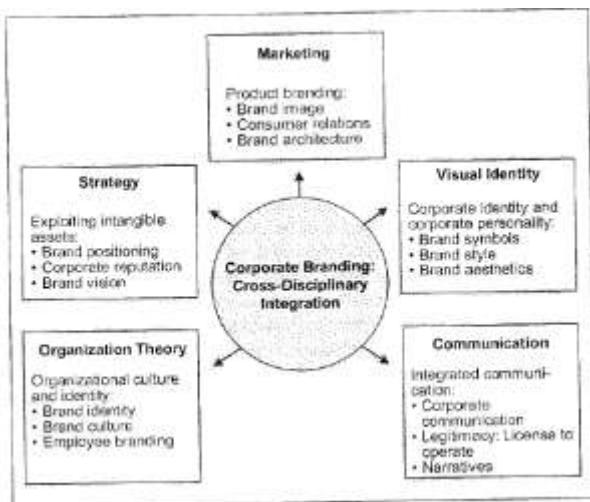 Marketing
Product branding:
• Brand image
• Consumer relations
• Brand architecture
Strategy
Exploiting intangible
assets:
• Brand positioning
• Corporate reputation
• Brand vision
Visual Identity
Corporate identity and
corporate personality:
• Brand symbols
• Brand style
• Brand aesthetics
Corporate Branding:
Cross-Disciplinary
Integration
Organization Theory
Organizational culture
and identity:
• Brand identity
• Brand culture
• Employee branding
Communication
Integrated communi-
cation:
• Corporate
communication
• Legitimacy: License to
operate
• Narratives